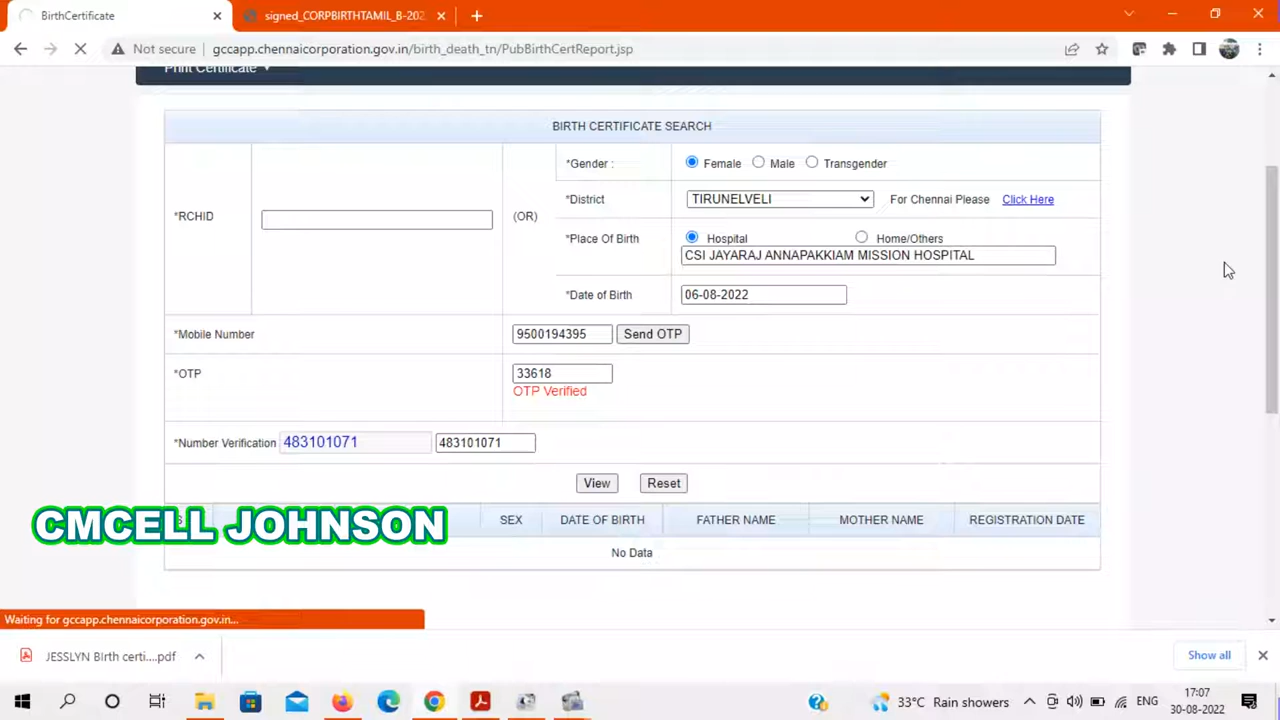 BirthCertificate
signed_CORPBIRTHTAMIL_B-202
Not secure
gccapp.chennaicorporation.gov.in/birth_death_tn/PubBirthCertReport.jsp
Print Certificate
BIRTH CERTIFICATE SEARCH
*RCHID
(OR)
*Gender :
Female
Male
Transgender
*District
TIRUNELVELI
For Chennai Please
Click Here
*Place Of Birth
Hospital
Home/Others
CSI JAYARAJ ANNAPAKKIAM MISSION HOSPITAL
*Date of Birth
06-08-2022
*Mobile Number
9500194395
Send OTP
*OTP
33618
OTP Verified
*Number Verification
483101071
483101071
View
Reset
SEX
DATE OF BIRTH
FATHER NAME
MOTHER NAME
REGISTRATION DATE
CMCELL JOHNSON
No Data
Waiting for gccapp.chennaicorporation.gov.in...
JESSLYN BIrth certi....pdf
Show all
33°C Rain showers
ENG
17:07
30-08-2022